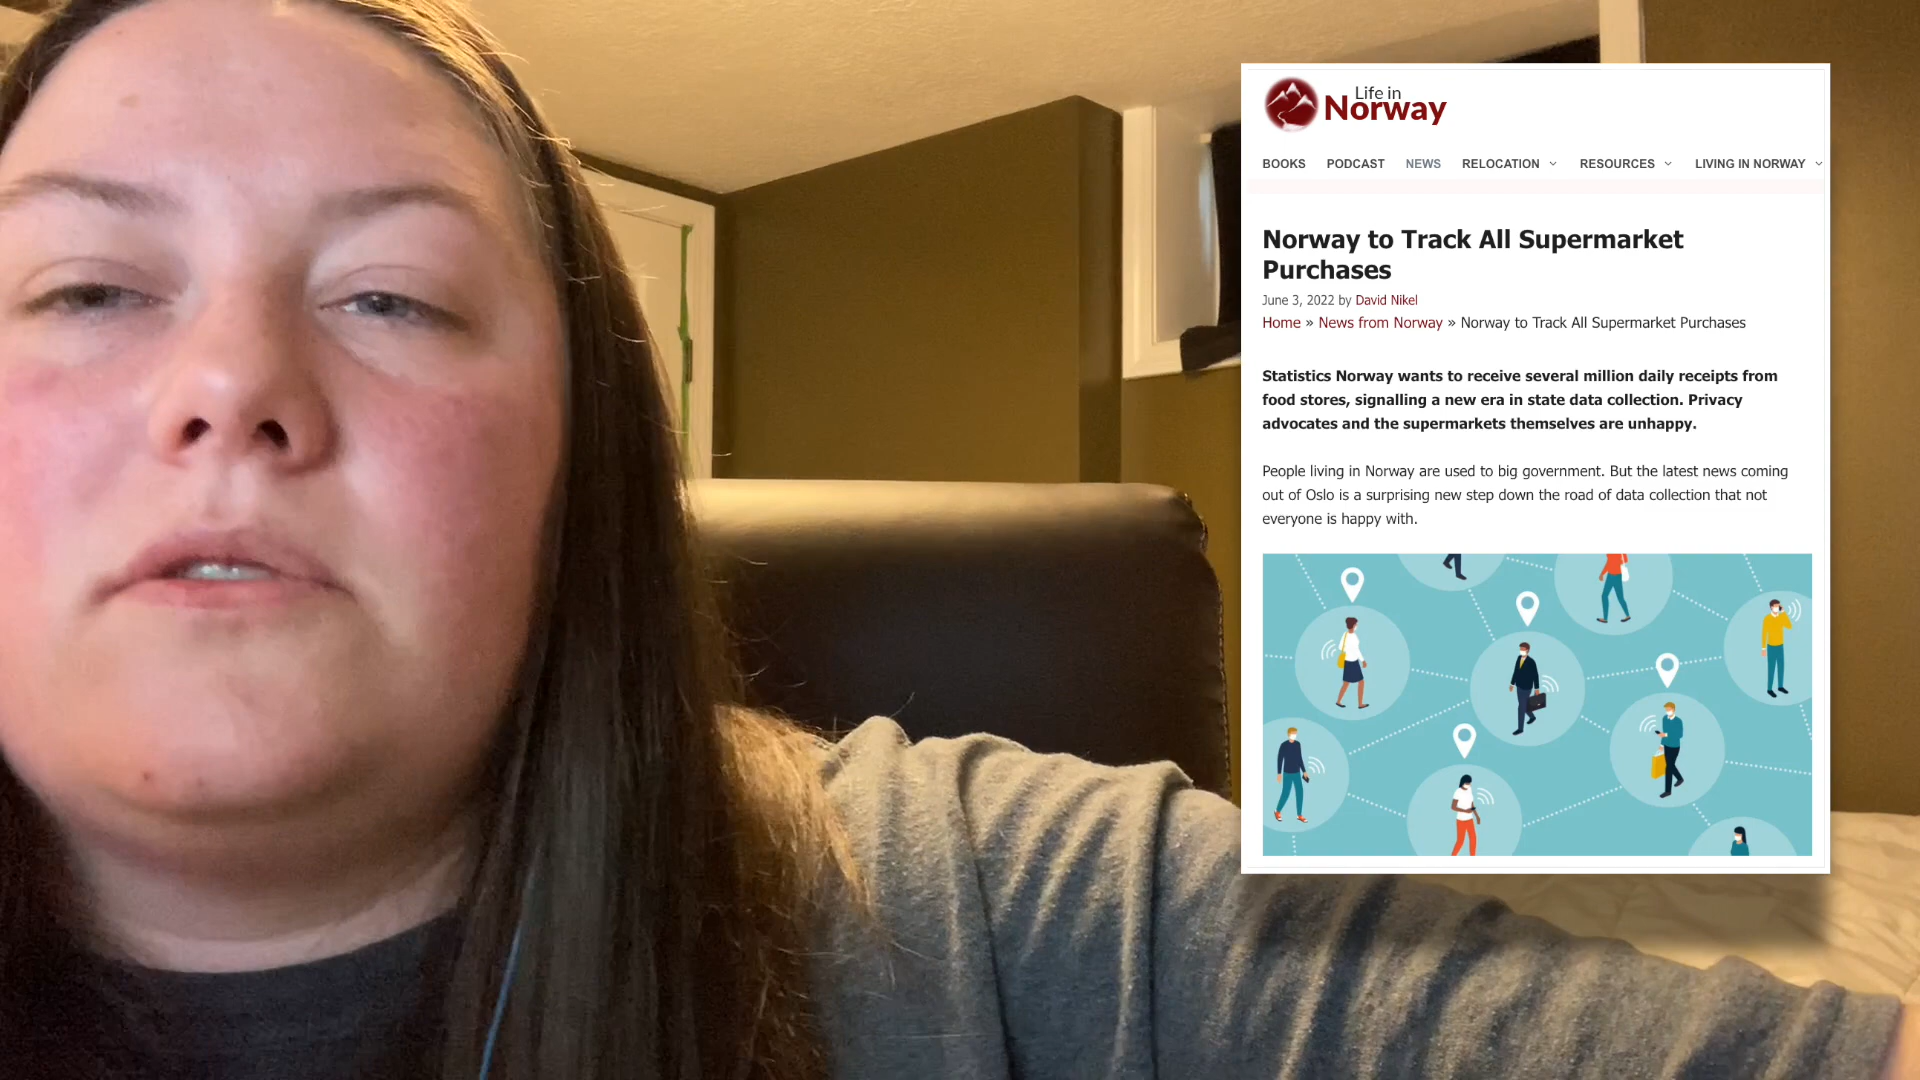 Life in
Norway
BOOKS PODCAST NEWS RELOCATION RESOURCES LIVING IN NORWAY
Norway to Track All Supermarket
Purchases
June 3, 2022 by David Nikel
Home » News from Norway » Norway to Track All Supermarket Purchases
Statistics Norway wants to receive several million daily receipts from
food stores, signalling a new era in state data collection. Privacy
advocates and the supermarkets themselves are unhappy.
People living in Norway are used to big government. But the latest news coming
out of Oslo is a surprising new step down the road of data collection that not
everyone is happy with.